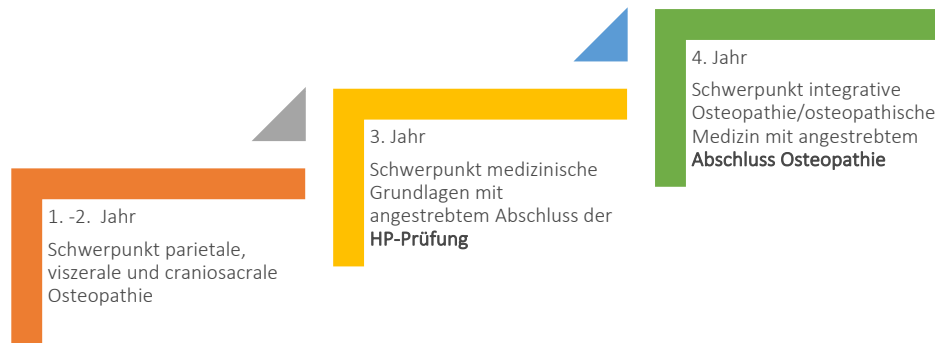 1. -2. Jahr
Schwerpunkt parietale,
viszerale und craniosacrale
Osteopathie
3. Jahr
Schwerpunkt medizinische
Grundlagen mit
angestrebtem Abschluss der
HP-Prüfung
4. Jahr
Schwerpunkt integrative
Osteopathie/osteopathische
Medizin mit angestrebtem
Abschluss Osteopathie